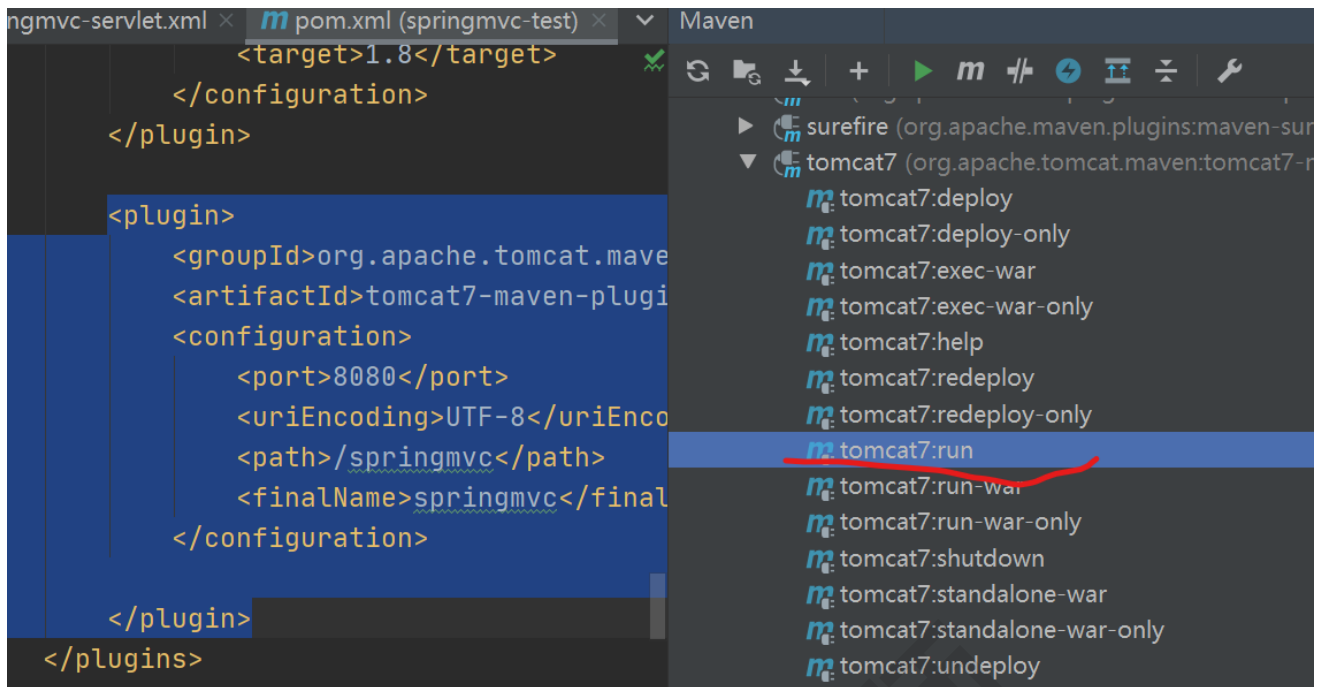 ngmvc-servlet.xml × m pom.xml (springmvc-test) ×
<target>1.8</target>
</configuration>
</plugin>
<plugin>
<groupId>org.apache.tomcat.mave
<artifactId>tomcat7-maven-plugi
<configuration>
<port>8080</port>
<uriEncoding>UTF-8</uriEnco
<path>/springmvc</path>
<finalName>springmvc</final
</configuration>
</plugin>
</plugins>
Maven
surefire (org.apache.maven.plugins:maven-sur
tomcat7 (org.apache.tomcat.maven:tomcat7-r
tomcat7:deploy
tomcat7:deploy-only
tomcat7:exec-war
tomcat7:exec-war-only
tomcat7:help
tomcat7:redeploy
tomcat7:redeploy-only
tomcat7:run
tomcat7:run-war
tomcat7:run-war-only
tomcat7:shutdown
tomcat7:standalone-war
tomcat7:standalone-war-only
tomcat7:undeploy